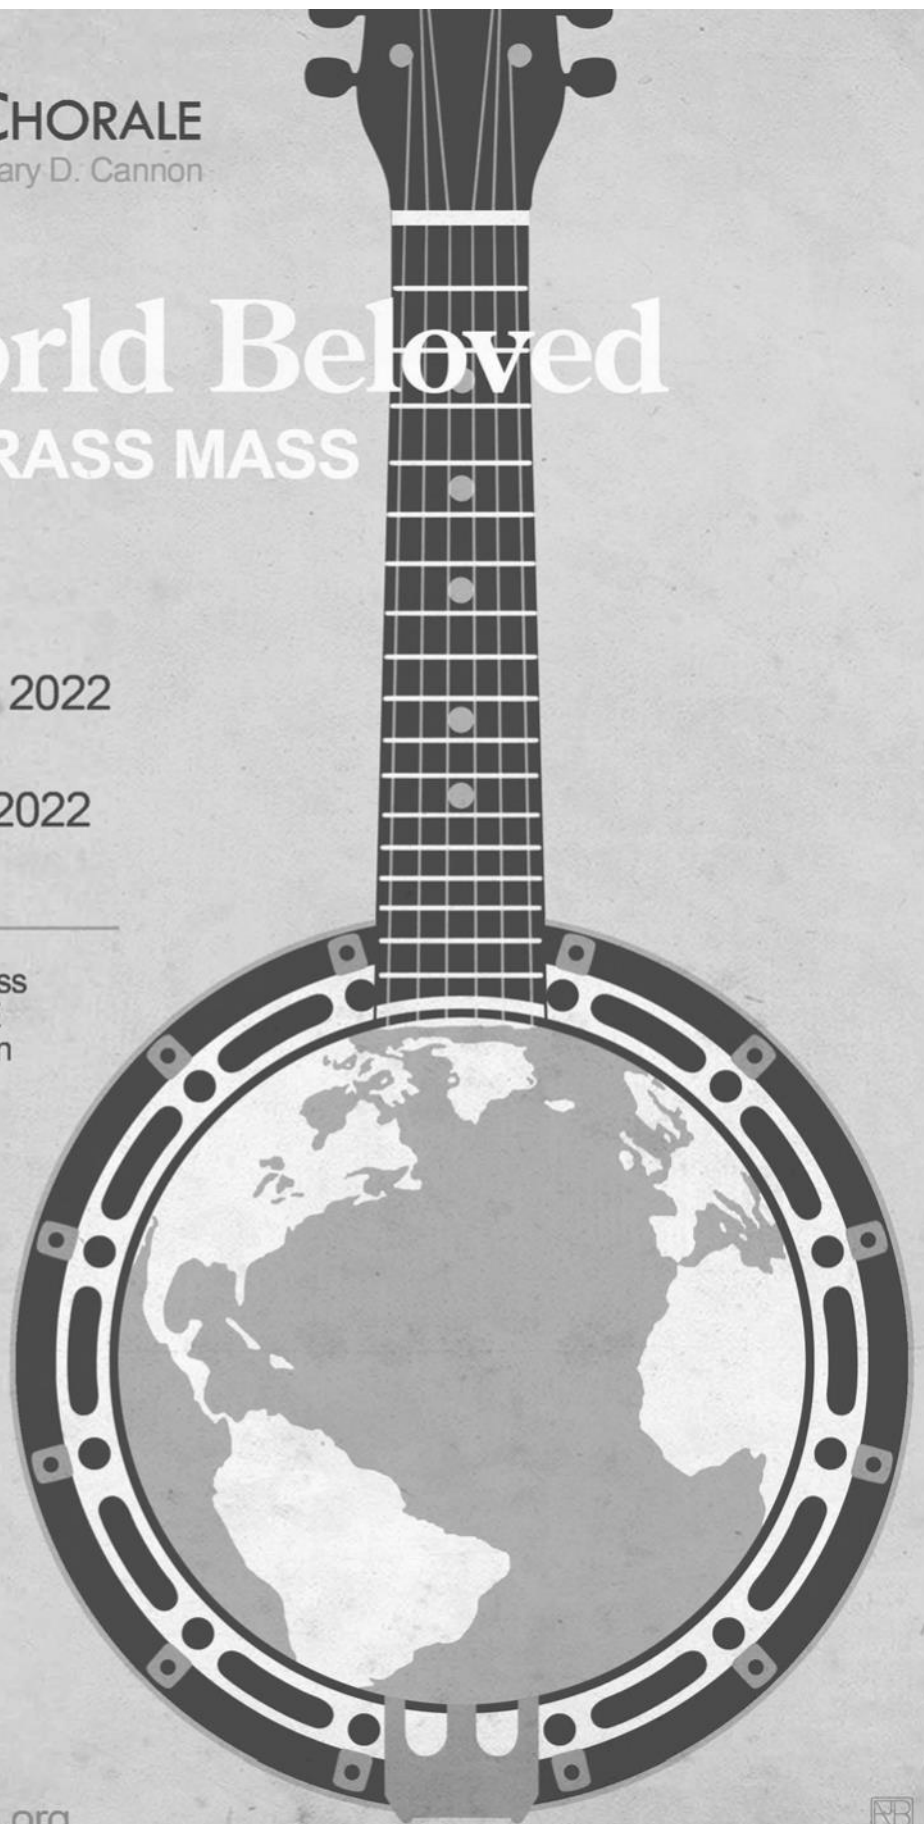 CHORALE
ary D. Cannon
orld Beloved
RASS MASS
, 2022
2022
ss
n
.org